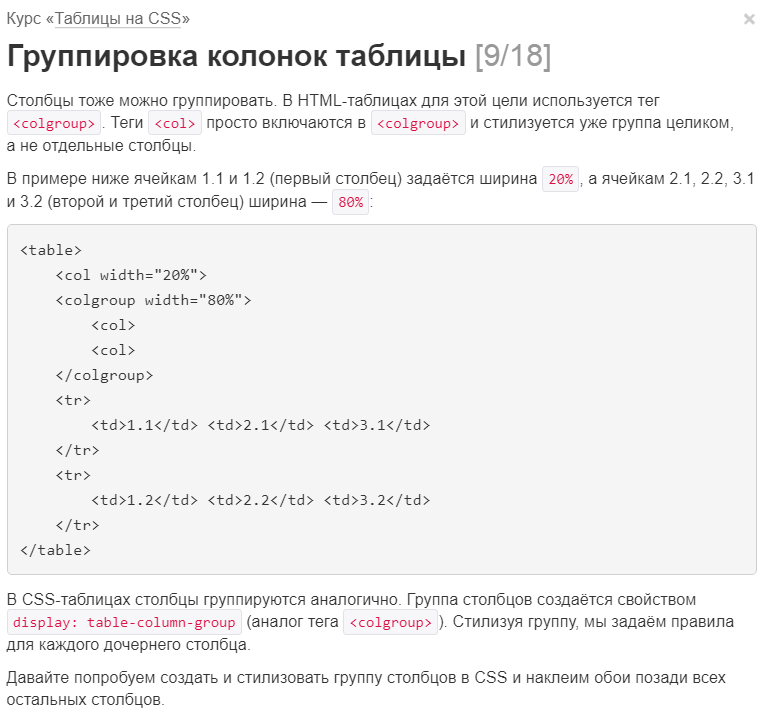 Курс «Таблицы на CSS» ×
Группировка колонок таблицы [9/18]
Столбцы тоже можно группировать. В HTML-таблицах для этой цели используется тег
<colgroup>. Теги <col> просто включаются в <colgroup> и стилизуется уже группа целиком,
а не отдельные столбцы.
В примере ниже ячейкам 1.1 и 1.2 (первый столбец) задаётся ширина 20%, а ячейкам 2.1, 2.2, 3.1
и 3.2 (второй и третий столбец) ширина — 80%:
<table>
    <col width="20%">
    <colgroup width="80%">
        <col>
        <col>
    </colgroup>
    <tr>
        <td>1.1</td> <td>2.1</td> <td>3.1</td>
    </tr>
    <tr>
        <td>1.2</td> <td>2.2</td> <td>3.2</td>
    </tr>
</table>
В CSS-таблицах столбцы группируются аналогично. Группа столбцов создаётся свойством
display: table-column-group (аналог тега <colgroup>). Стилизуя группу, мы задаём правила
для каждого дочернего столбца.
Давайте попробуем создать и стилизовать группу столбцов в CSS и наклеим обои позади всех
остальных столбцов.